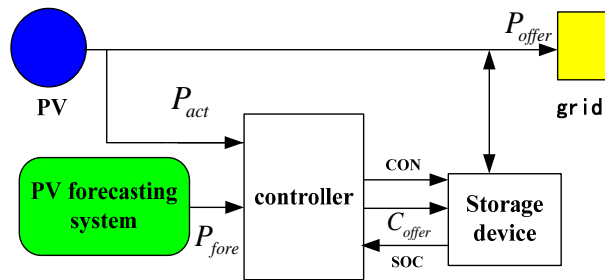 P_offer
PV
grid
P_act
PV forecasting
system
P_fore
controller
CON
C_offer
SOC
Storage
device